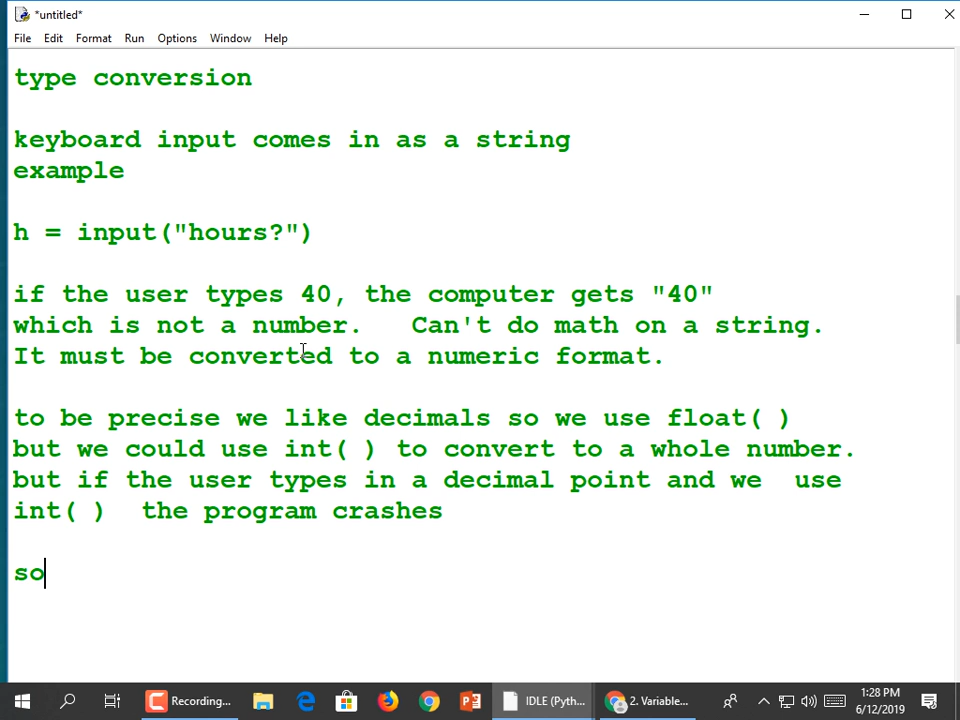 *untitled*
File Edit Format Run Options Window Help
type conversion
keyboard input comes in as a string
example
h = input("hours?")
if the user types 40, the computer gets "40"
which is not a number.   Can't do math on a string.
It must be converted to a numeric format.
to be precise we like decimals so we use float( )
but we could use int( ) to convert to a whole number.
but if the user types in a decimal point and we  use
int( )  the program crashes
so
Recording... IDLE (Pyth... 2. Variable... 1:28 PM
6/12/2019